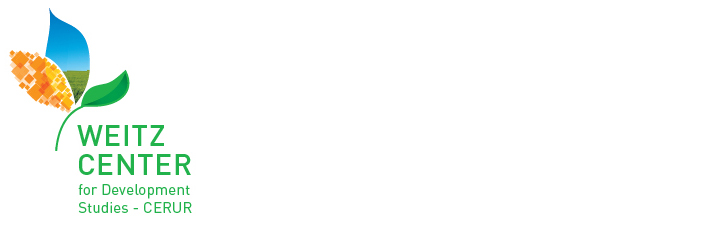 WEITZ
CENTER
for Development
Studies - CERUR